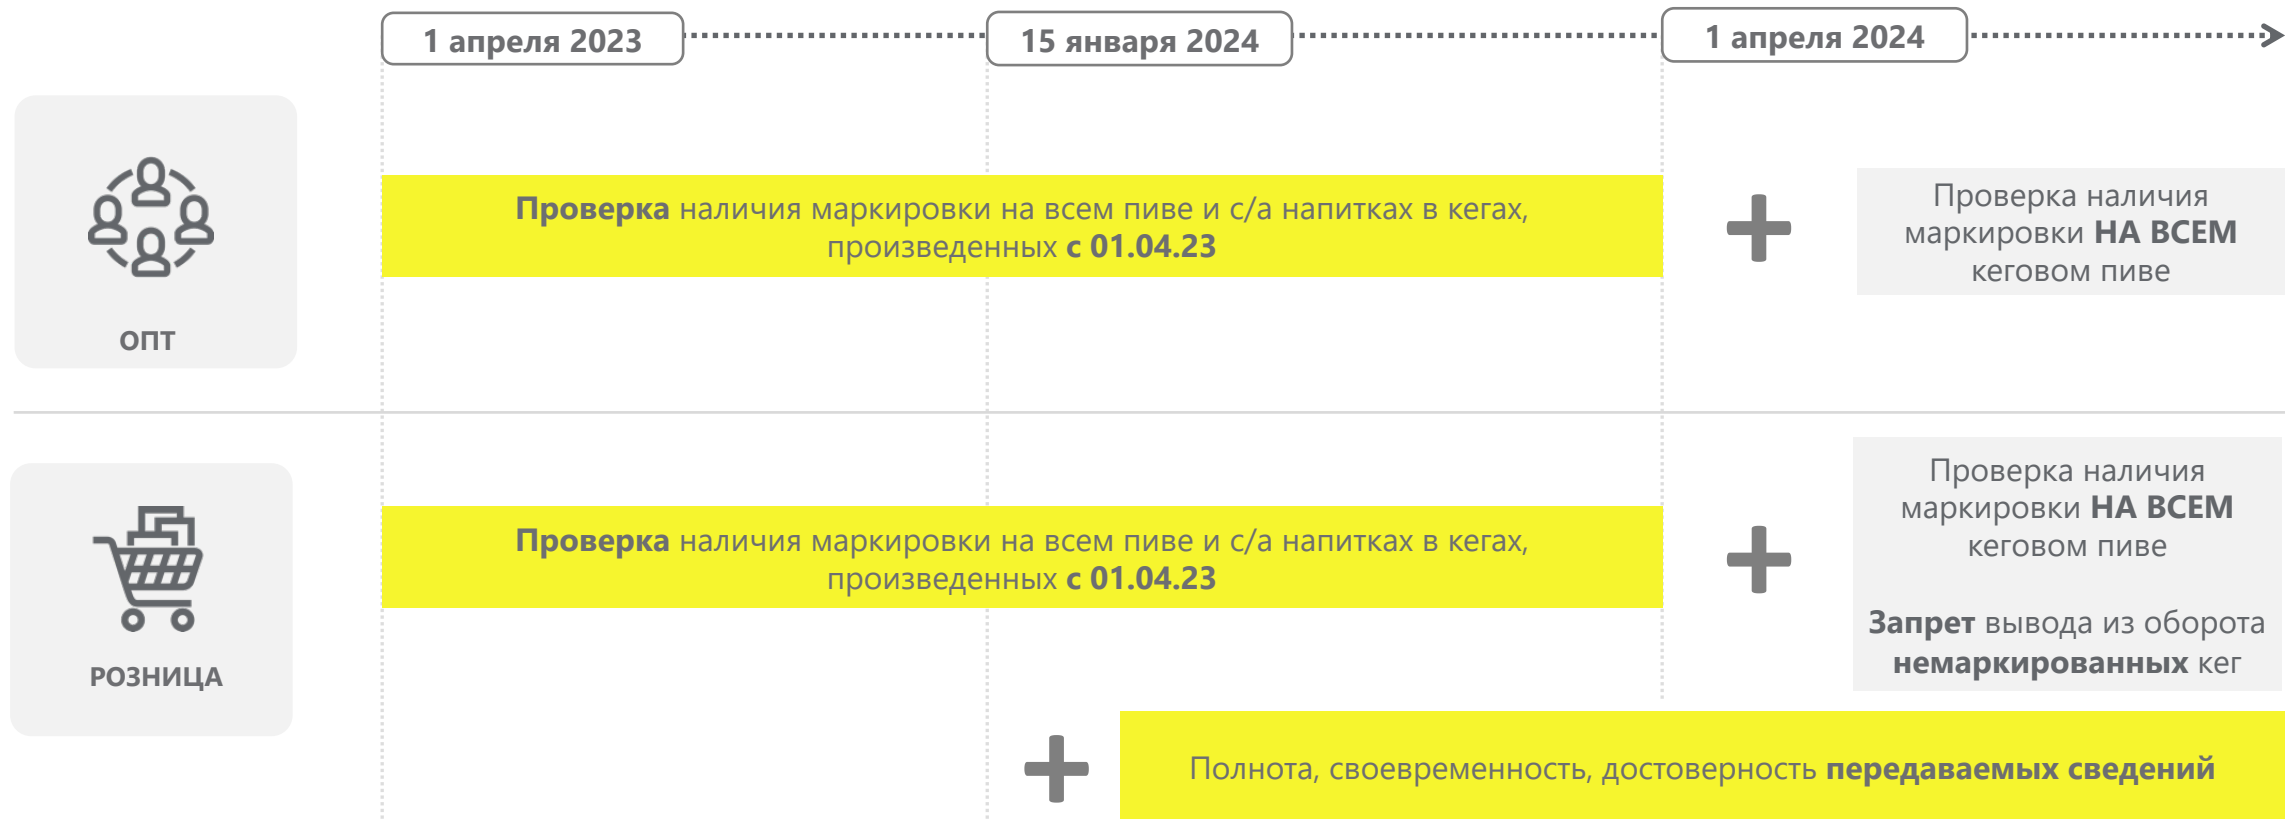 1 апреля 2023
15 января 2024
1 апреля 2024
ОПТ
Проверка наличия маркировки на всем пиве и с/а напитках в кегах,
произведенных с 01.04.23
Проверка наличия
маркировки НА ВСЕМ
кеговом пиве
РОЗНИЦА
Проверка наличия маркировки на всем пиве и с/а напитках в кегах,
произведенных с 01.04.23
Проверка наличия
маркировки НА ВСЕМ
кеговом пиве
Запрет вывода из оборота
немаркированных кег
Полнота, своевременность, достоверность передаваемых сведений